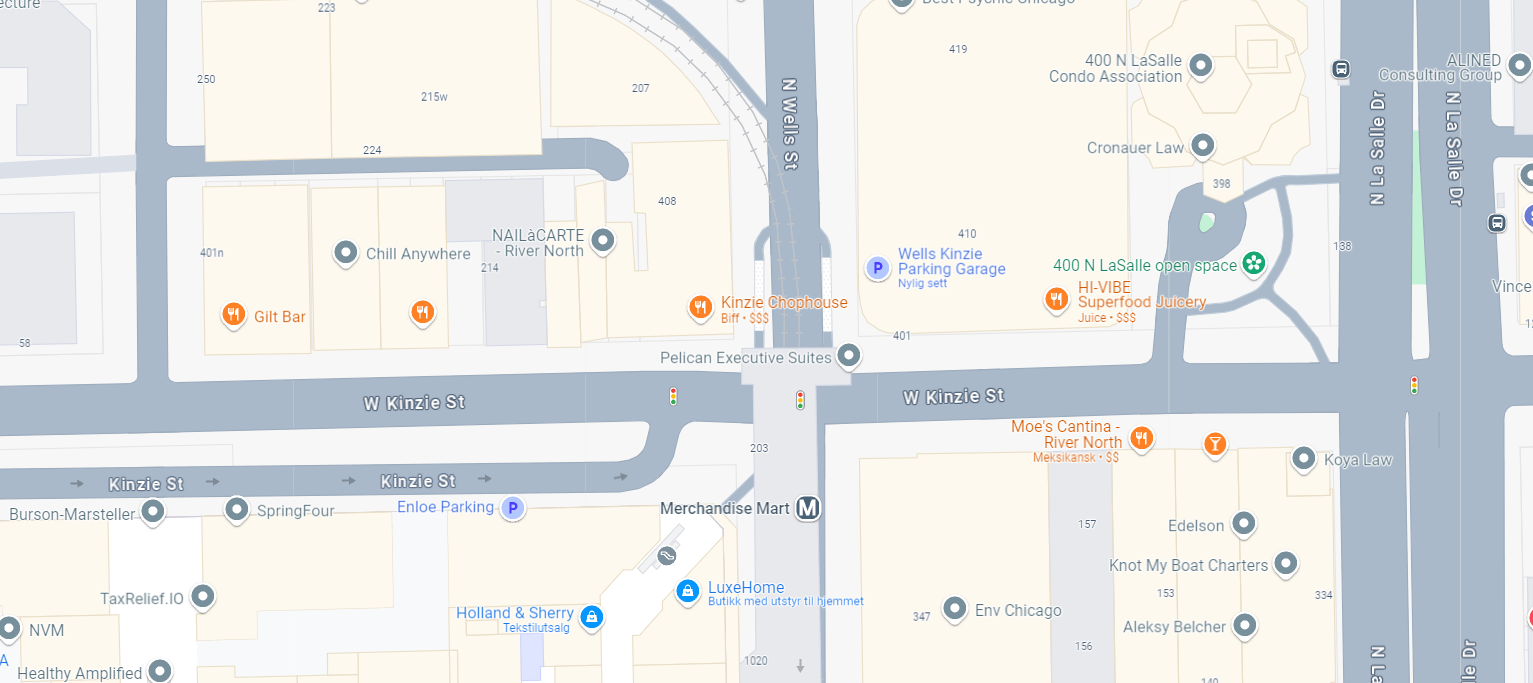 ecture
223
Best Psychic Chicago
419
400 N LaSalle
Condo Association
ALINED
Consulting Group
250
215w
207
N Wells St
N La Salle Dr
N La Salle Dr
224
Cronauer Law
398
408
401n
Chill Anywhere
NAILàCARTE
- River North
214
410
138
Wells Kinzie
Parking Garage
Nylig sett
400 N LaSalle open space
HI-VIBE
Superfood Juicery
Juice • $$$
Vince
Gilt Bar
Kinzie Chophouse
Biff • $$$
58
401
Pelican Executive Suites
W Kinzie St
W Kinzie St
Moe's Cantina -
River North
Meksikansk • $$
203
Koya Law
Kinzie St
Kinzie St
Burson-Marsteller
SpringFour
Enloe Parking
Merchandise Mart
M
157
Edelson
Knot My Boat Charters
LuxeHome
Butikk med utstyr til hjemmet
TaxRelief.IO
Holland & Sherry
Tekstilutsalg
153
334
347
Env Chicago
Aleksy Belcher
NVM
156
A
Healthy Amplified
1020
140
N La
lle Dr